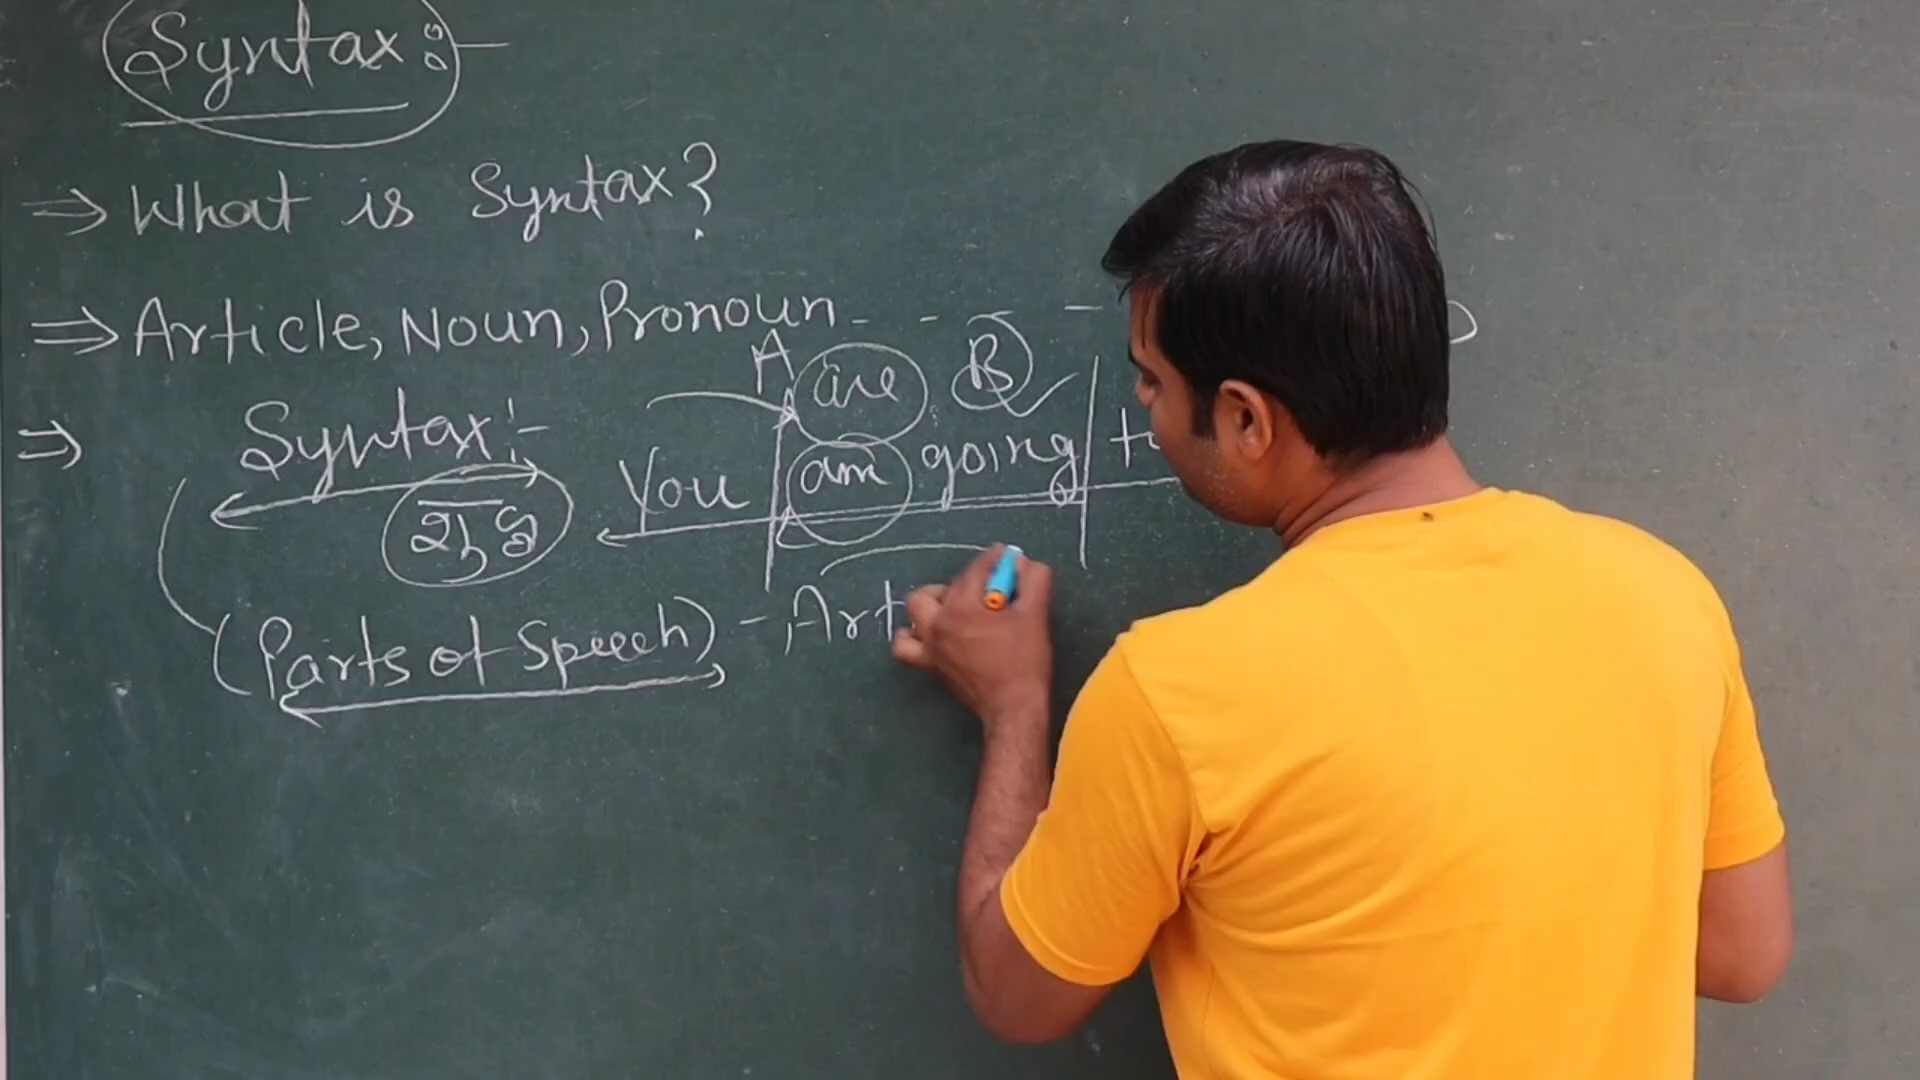 Syntax:-
⇒ What is Syntax?
⇒ Article, Noun, Pronoun - - - -
A are B
⇒ Syntax:- You am going
शुद्ध
(Parts of Speech) - Art